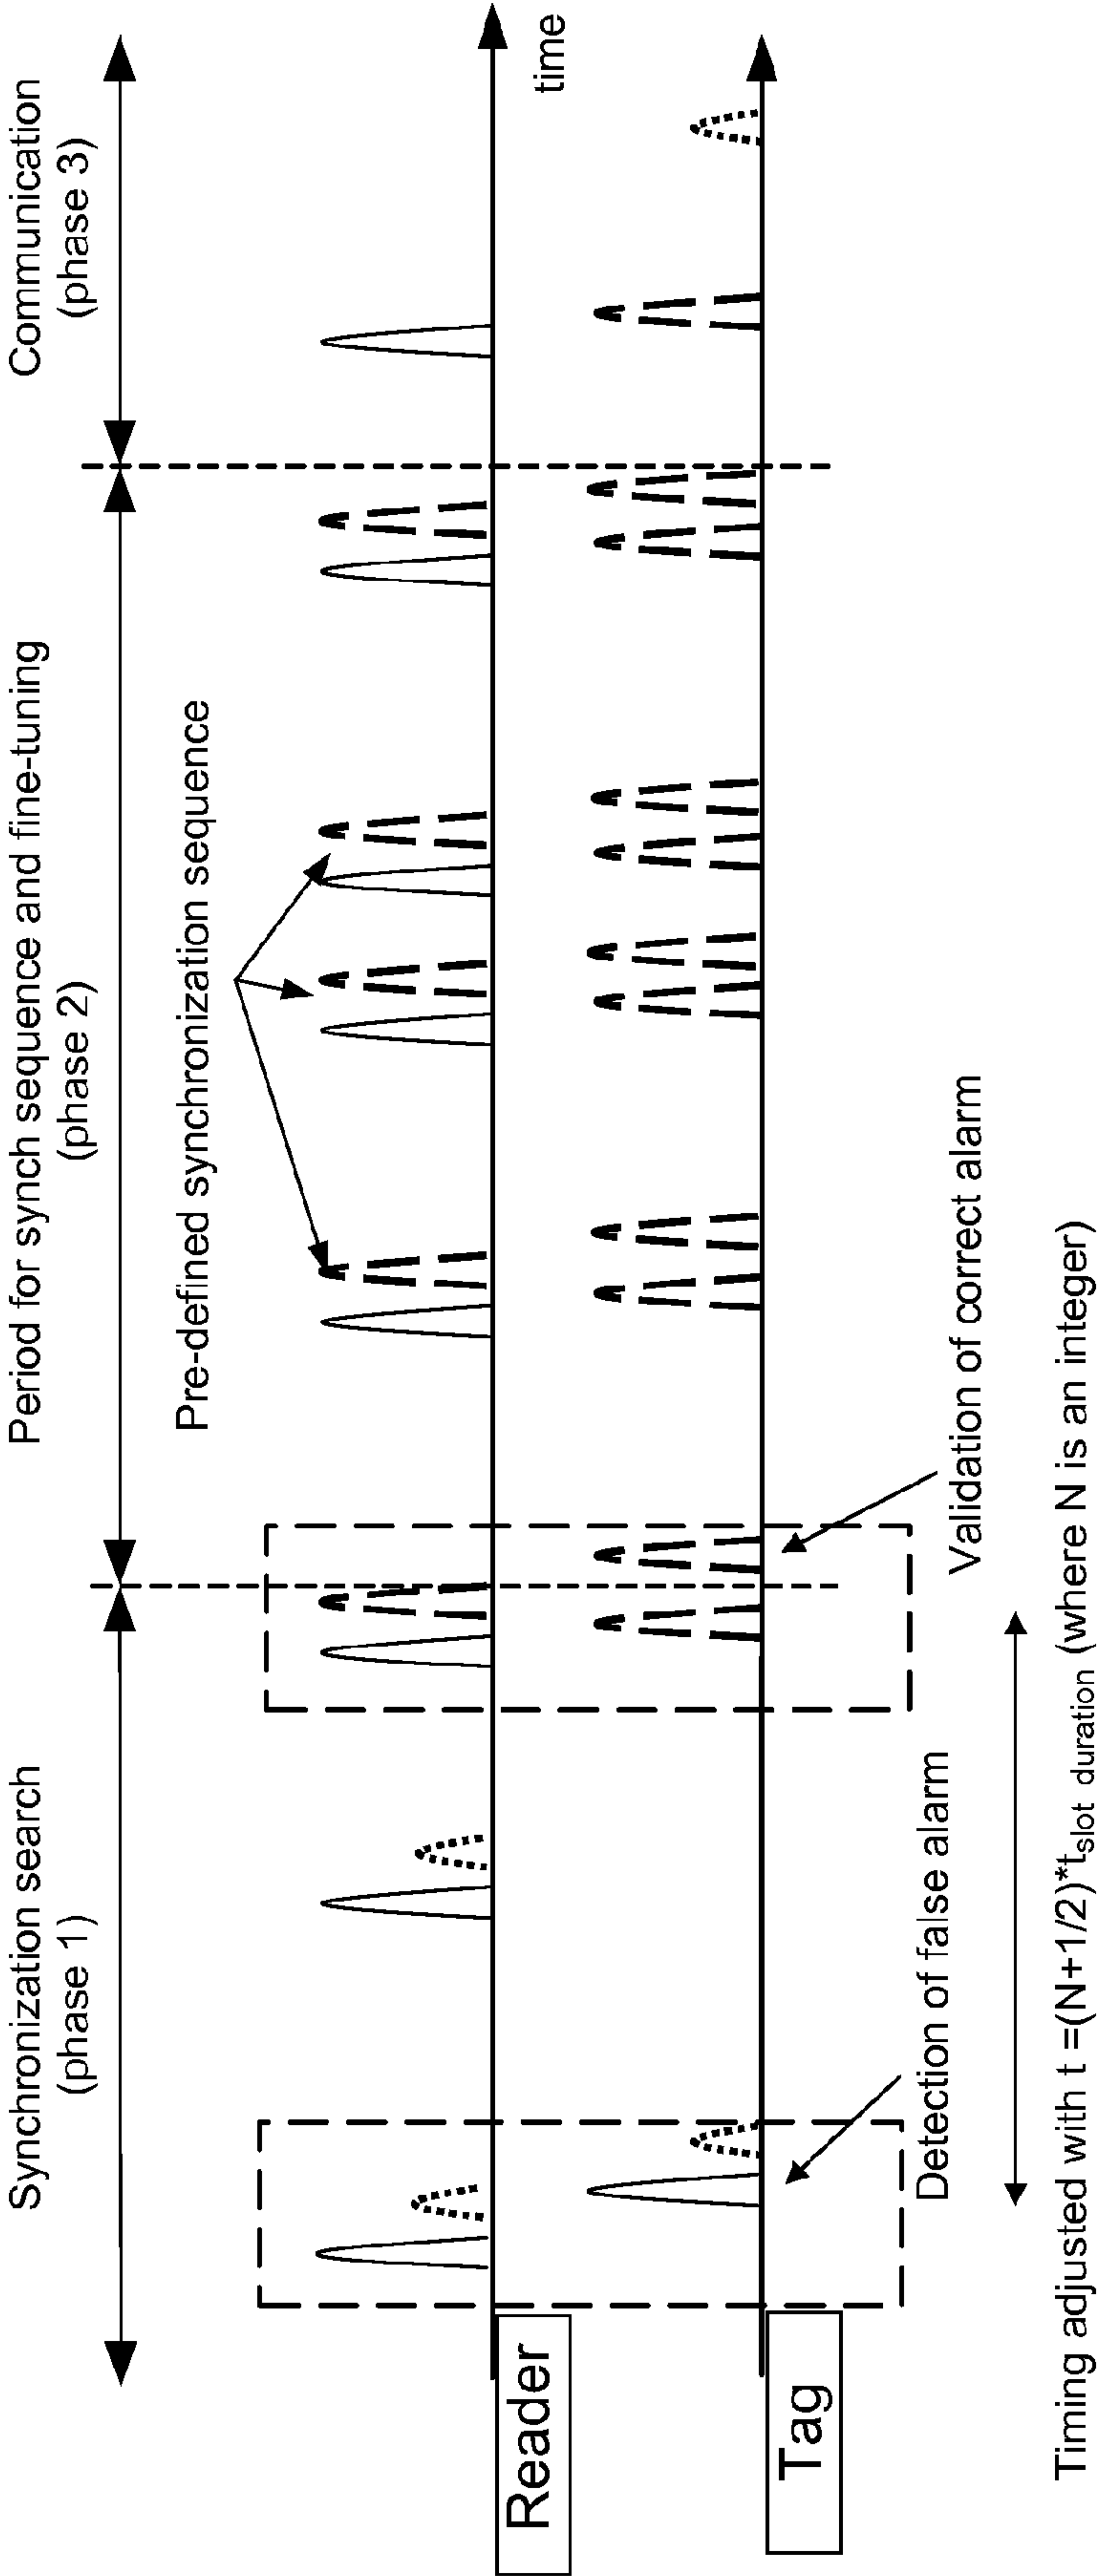 Synchronization search
(phase 1)
Period for synch sequence and fine-tuning
(phase 2)
Communication
(phase 3)
Pre-defined synchronization sequence
Reader
time
Tag
Detection of false alarm
Validation of correct alarm
Timing adjusted with t =(N+1/2)*tslot duration (where N is an integer)